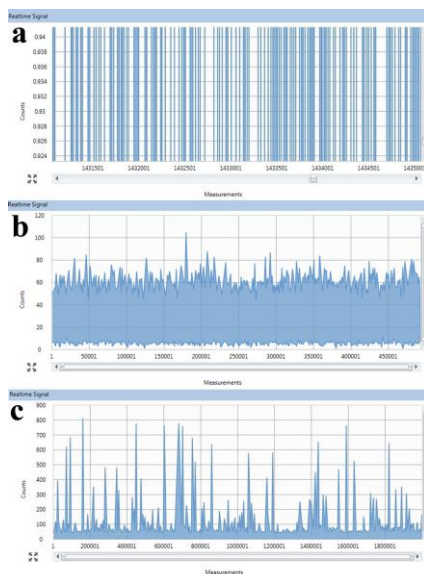 Realtime Signal
a
0.94
0.938
0.936
0.934
0.932
0.93
0.928
0.926
0.924
Counts
1431501 1432001 1432501 1433001 1433501 1434001 1434501 1435001
Measurements
Realtime Signal
b
120
100
80
60
40
20
0
Counts
1 50001 100001 150001 200001 250001 300001 350001 400001 450001
Measurements
Realtime Signal
c
900
800
700
600
500
400
300
200
100
0
Counts
1 200001 400001 600001 800001 1000001 1200001 1400001 1600001 1800001
Measurements